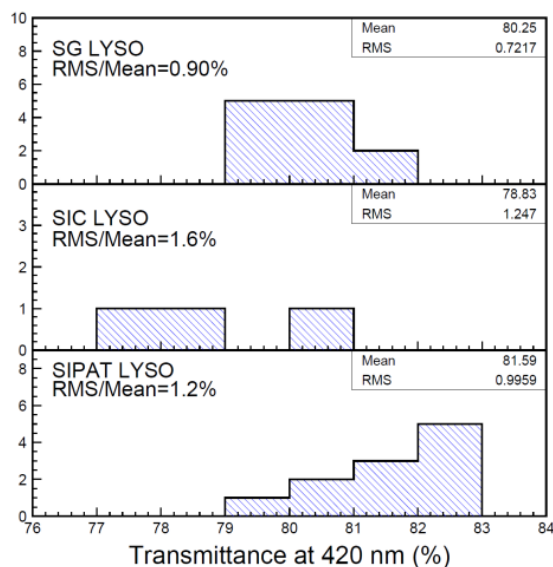 10
8
6
4
2
0
SG LYSO
RMS/Mean=0.90%
Mean 80.25
RMS 0.7217
3
2
1
0
SIC LYSO
RMS/Mean=1.6%
Mean 78.83
RMS 1.247
8
6
4
2
0
SIPAT LYSO
RMS/Mean=1.2%
Mean 81.59
RMS 0.9959
76 77 78 79 80 81 82 83 84
Transmittance at 420 nm (%)